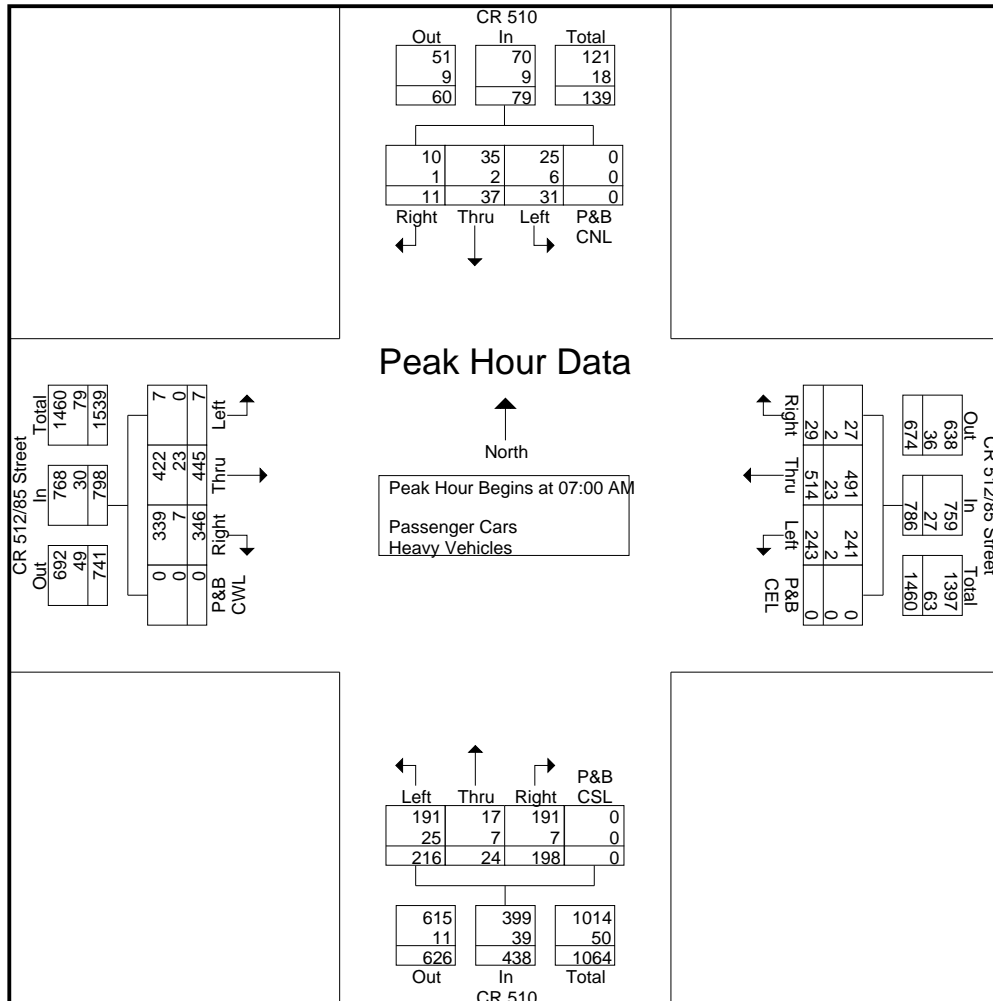 CR 510
Out In Total
51 70 121
9 9 18
60 79 139
10 35 25 0
1 2 6 0
11 37 31 0
Right Thru Left P&B
CNL
Peak Hour Data
North
Peak Hour Begins at 07:00 AM
Passenger Cars
Heavy Vehicles
CR 512/85 Street
Out In Total
692 768 1460
49 30 79
741 798 1539
0 339 422 7
0 7 23 0
0 346 445 7
P&B Right Thru Left
CWL
CR 512/85 Street
Out In Total
638 759 1397
36 27 63
674 786 1460
27 491 241 0
2 23 2 0
29 514 243 0
Right Thru Left P&B
CEL
P&B
Left Thru Right CSL
191 17 191 0
25 7 7 0
216 24 198 0
615 399 1014
11 39 50
626 438 1064
Out In Total
CR 510